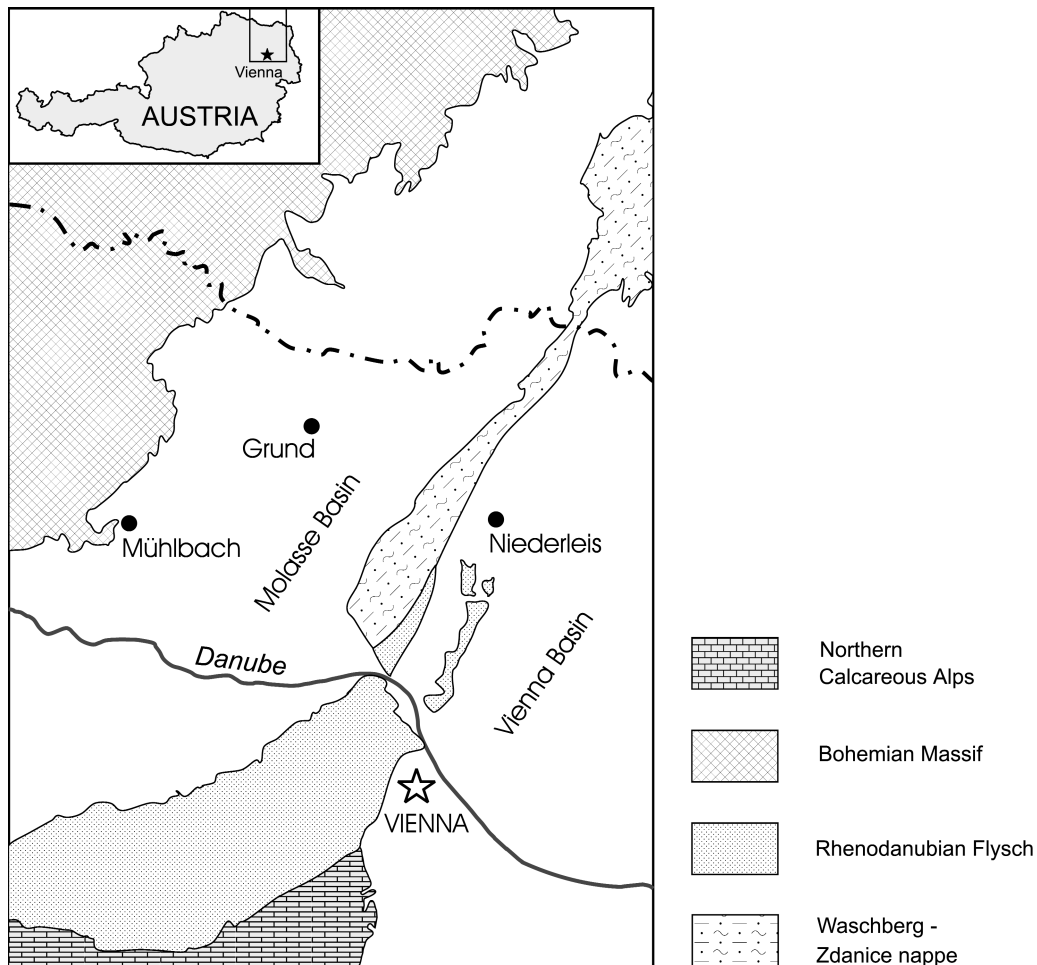 Vienna
AUSTRIA
Grund
Mühlbach
Molasse Basin
Niederleis
Danube
Vienna Basin
VIENNA
Northern
Calcareous Alps
Bohemian Massif
Rhenodanubian Flysch
Waschberg -
Zdanice nappe